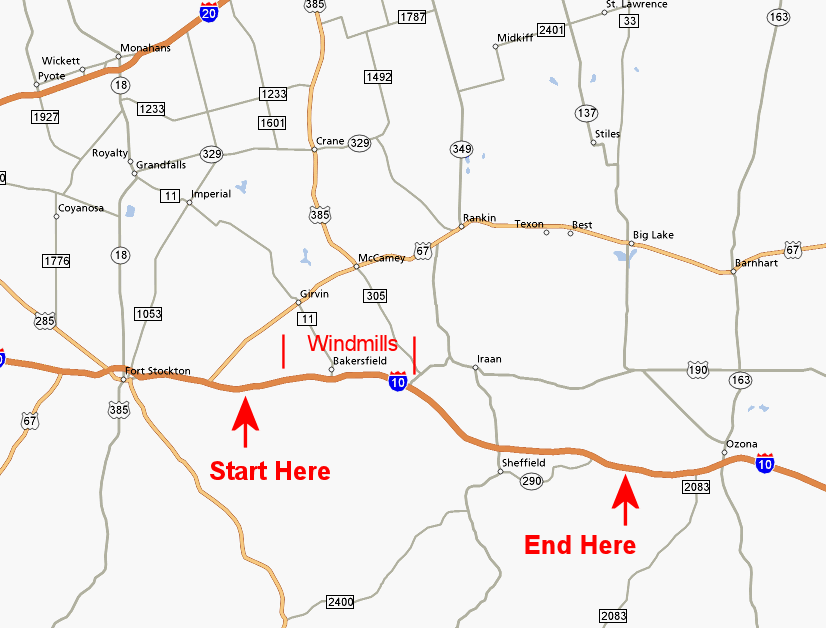 385
St. Lawrence
20
1787
33
163
Midkiff
2401
Monahans
Wickett
Pyote
1492
18
1233
1233
1927
1601
137
Stiles
Crane
329
Royalty
329
349
Grandfalls
11
Imperial
Coyanosa
385
Rankin
Texon
Best
Big Lake
67
67
18
1776
McCamey
Barnhart
Girvin
305
1053
11
285
Windmills
Bakersfield
Iraan
190
Fort Stockton
10
163
385
67
Ozona
Start Here
Sheffield
10
290
2083
End Here
2400
2083